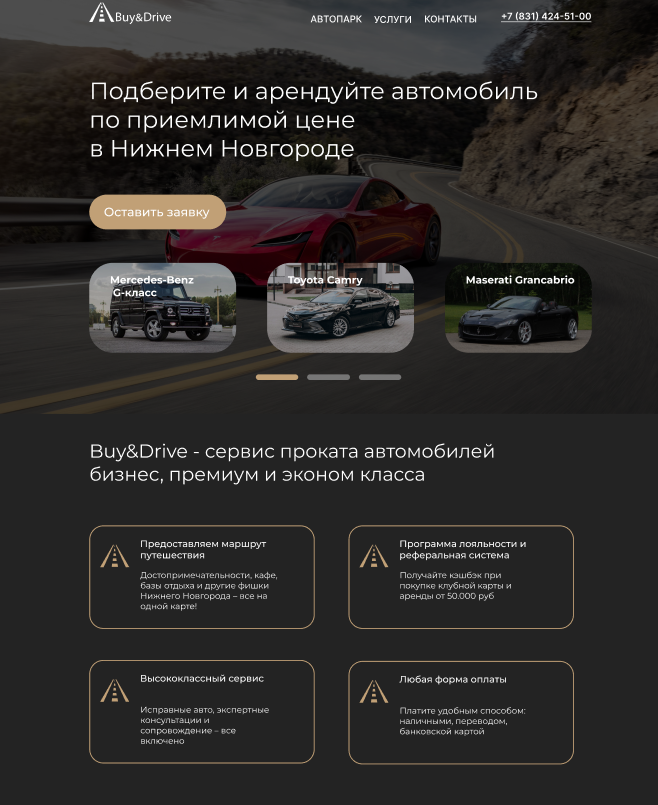 Buy&Drive
АВТОПАРК УСЛУГИ КОНТАКТЫ +7 (831) 424-51-00
Подберите и арендуйте автомобиль
по приемлимой цене
в Нижнем Новгороде
Оставить заявку
Mercedes-Benz
G-класс
Toyota Camry
Maserati Grancabrio
Buy&Drive - сервис проката автомобилей
бизнес, премиум и эконом класса
Предоставляем маршрут
путешествия
Достопримечательности, кафе,
базы отдыха и другие фишки
Нижнего Новгорода – все на
одной карте!
Программа лояльности и
реферальная система
Получайте кэшбэк при
покупке клубной карты и
аренды от 50.000 руб
Высококлассный сервис
Исправные авто, экспертные
консультации и
сопровождение – все
включено
Любая форма оплаты
Платите удобным способом:
наличными, переводом,
банковской картой